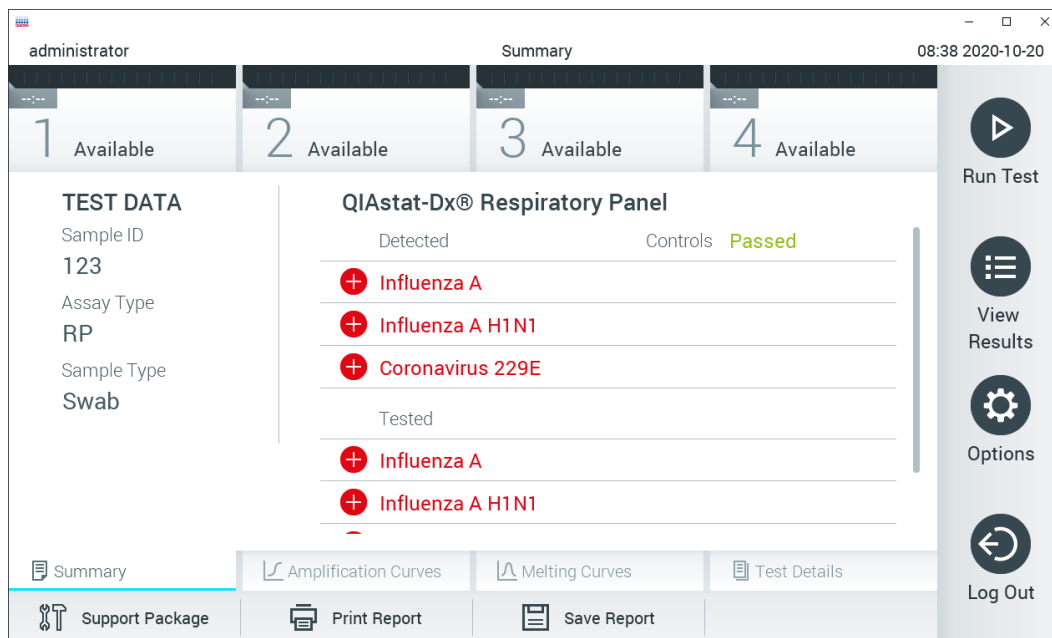 administrator Summary 08:38 2020-10-20
--:-- --:-- --:-- --:--
1 Available 2 Available 3 Available 4 Available
Run Test
TEST DATA
Sample ID
123
Assay Type
RP
Sample Type
Swab
QIAstat-Dx® Respiratory Panel
Detected Controls Passed
Influenza A
Influenza A H1N1
Coronavirus 229E
Tested
Influenza A
Influenza A H1N1
View
Results
Options
Log Out
Summary Amplification Curves Melting Curves Test Details
Support Package Print Report Save Report